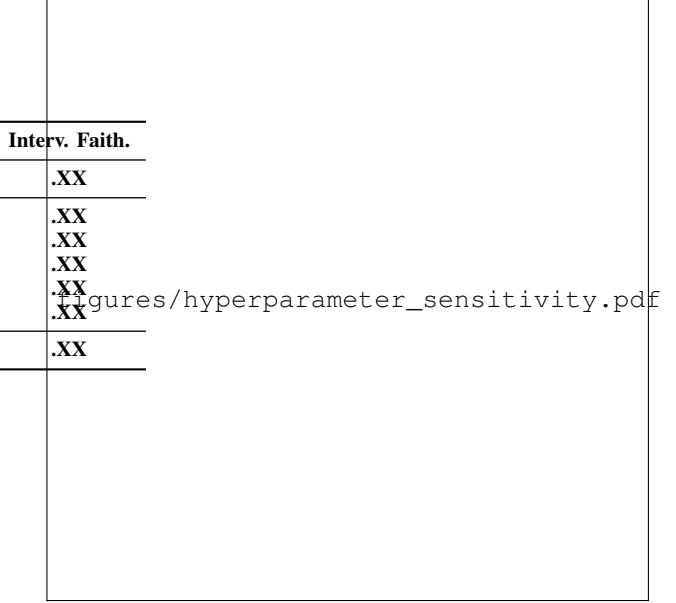 Interv. Faith.
.XX
.XX
.XX
.XX
.XX
figures/hyperparameter_sensitivity.pdf
.XX
.XX